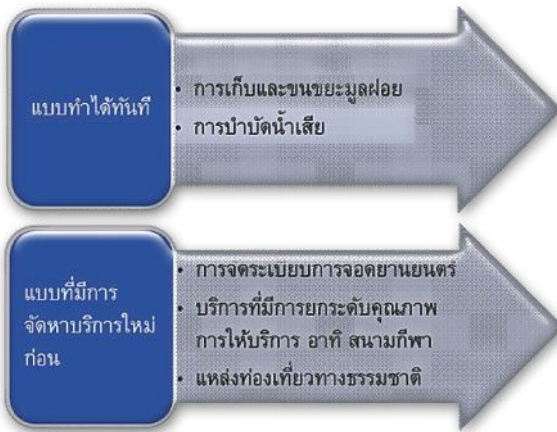 แบบทำได้ทันที
• การเก็บและขนขยะมูลฝอย
• การบำบัดน้ำเสีย
แบบที่มีการ
จัดหาบริการใหม่
ก่อน
• การจัดระเบียบการจอดยานยนตร์
• บริการที่มีการยกระดับคุณภาพ
การให้บริการ อาทิ สนามกีฬา
• แหล่งท่องเที่ยวทางธรรมชาติ